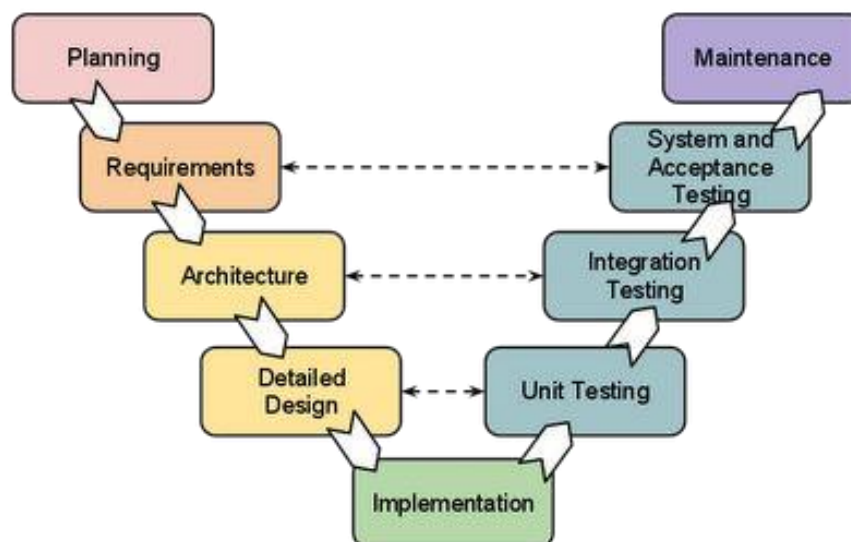 Planning
Maintenance
Requirements
System and
Acceptance
Testing
Architecture
Integration
Testing
Detailed
Design
Unit Testing
Implementation